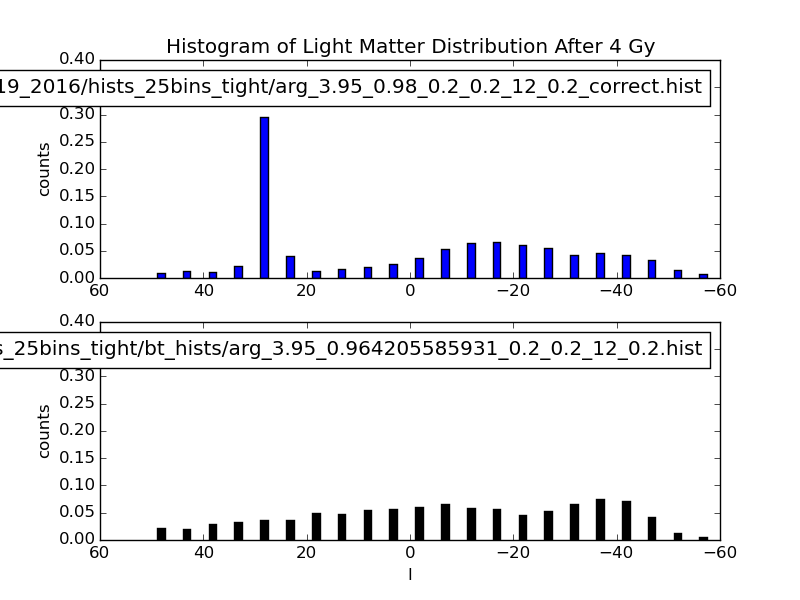 Histogram of Light Matter Distribution After 4 Gy
0.40
19_2016/hists_25bins_tight/arg_3.95_0.98_0.2_0.2_12_0.2_correct.hist
0.30
0.25
counts
0.20
0.15
0.10
0.05
0.00
60 40 20 0 −20 −40 −60
0.40
s_25bins_tight/bt_hists/arg_3.95_0.964205585931_0.2_0.2_12_0.2.hist
0.30
0.25
counts
0.20
0.15
0.10
0.05
0.00
60 40 20 0 −20 −40 −60
l